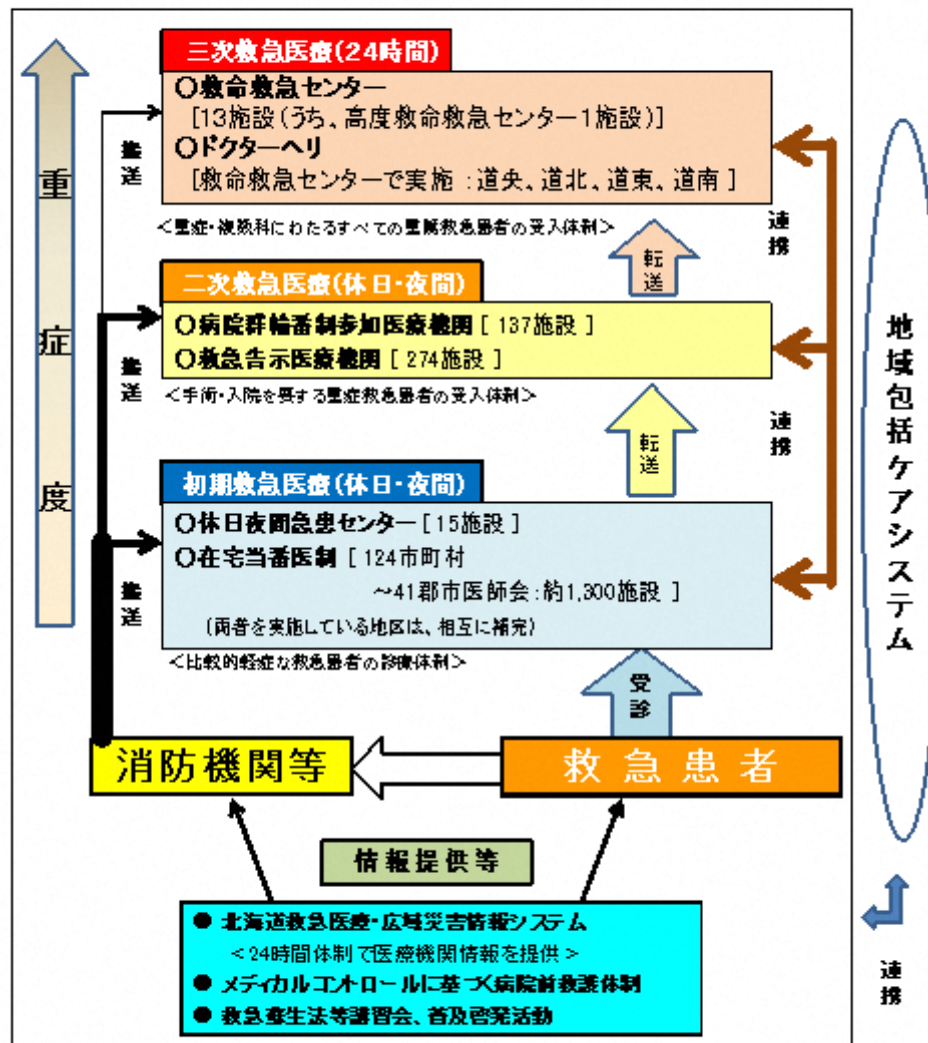 三次救急医療(24時間)
○救命救急センター
[13施設(うち、高度救命救急センター1施設)]
○ドクターヘリ
[救命救急センターで実施：道央、道北、道東、道南 ]
<重症・複数科にわたるすべての重篤救急患者の受入体制>
搬送
転送
連携
重症度
二次救急医療(休日・夜間)
○病院群輪番制参加医療機関 [ 137施設 ]
○救急告示医療機関 [ 274施設 ]
<手術・入院を要する重症救急患者の受入体制>
搬送
転送
連携
初期救急医療(休日・夜間)
○休日夜間急患センター [ 15施設 ]
○在宅当番医制 [ 124市町村
～41郡市医師会：約1,300施設 ]
(両者を実施している地区は、相互に補完)
<比較的軽症な救急患者の診療体制>
搬送
受診
消防機関等
救急患者
情報提供等
● 北海道救急医療・広域災害情報システム
<24時間体制で医療機関情報を提供>
● メディカルコントロールに基づく病院前救護体制
● 救急蘇生法等講習会、普及啓発活動
地域包括ケアシステム
連携